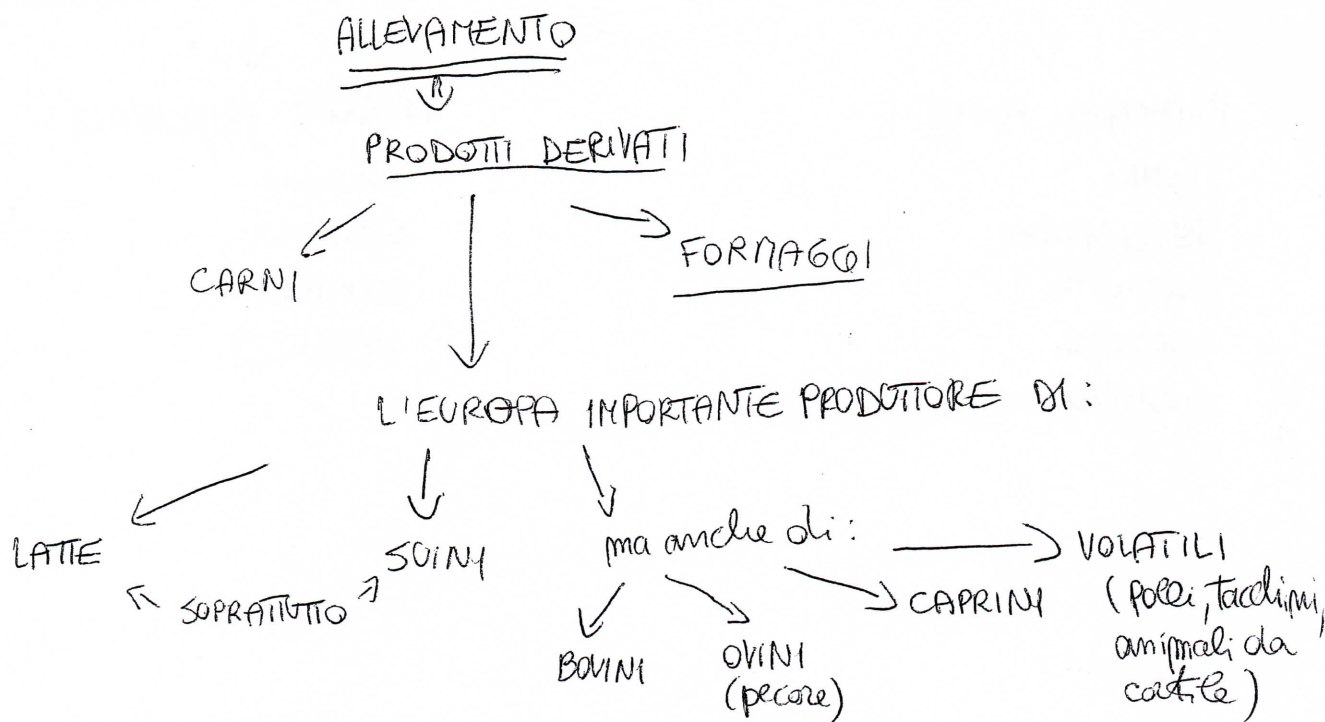 ALLEVAMENTO
PRODOTTI DERIVATI
CARNI
FORMAGGI
L'EUROPA IMPORTANTE PRODUTTORE DI:
LATTE
SUINI
ma anche di:
VOLATILI
(polli, tacchini,
animali da
cortile)
SOPRATTUTTO
CAPRINI
BOVINI
OVINI
(pecore)